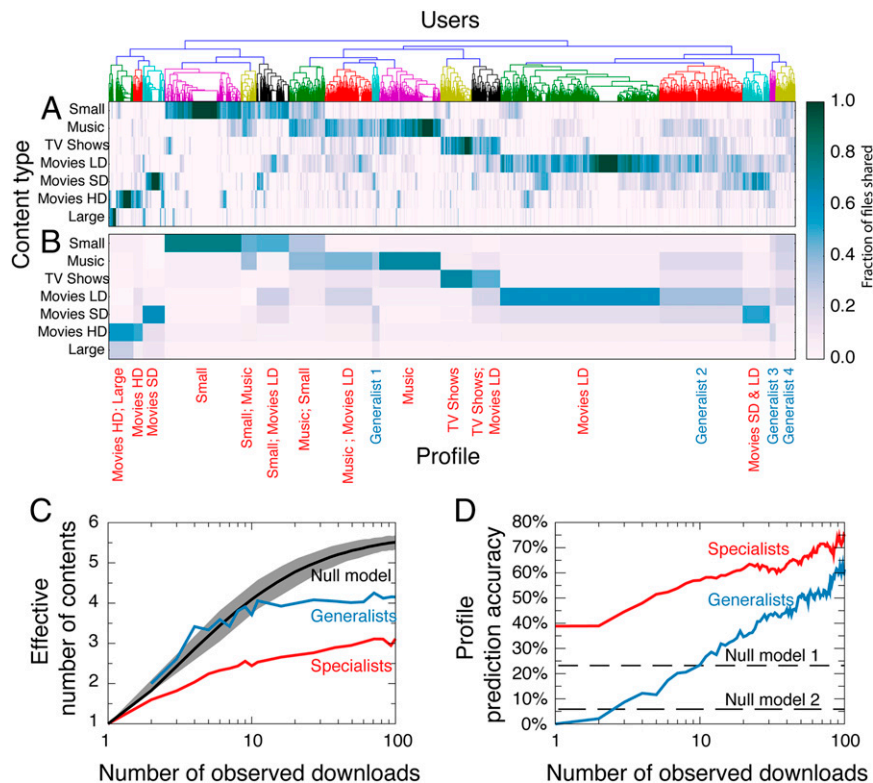 Users
A
Content type
Small
Music
TV Shows
Movies LD
Movies SD
Movies HD
Large
B
Small
Music
TV Shows
Movies LD
Movies SD
Movies HD
Large
1.0
0.8
0.6
0.4
0.2
0.0
Fraction of files shared
Movies HD; Large
Movies HD
Movies SD
Small
Small; Music
Small; Movies LD
Music; Small
Music ; Movies LD
Generalist 1
Music
TV Shows
TV Shows;
Movies LD
Movies LD
Generalist 2
Movies SD & LD
Generalist 3
Generalist 4
Profile
C
Effective
number of contents
6
5
4
3
2
1
Null model
Generalists
Specialists
1
10
100
Number of observed downloads
D
Profile
prediction accuracy
80%
70%
60%
50%
40%
30%
20%
10%
0%
Specialists
Generalists
Null model 1
Null model 2
1
10
100
Number of observed downloads